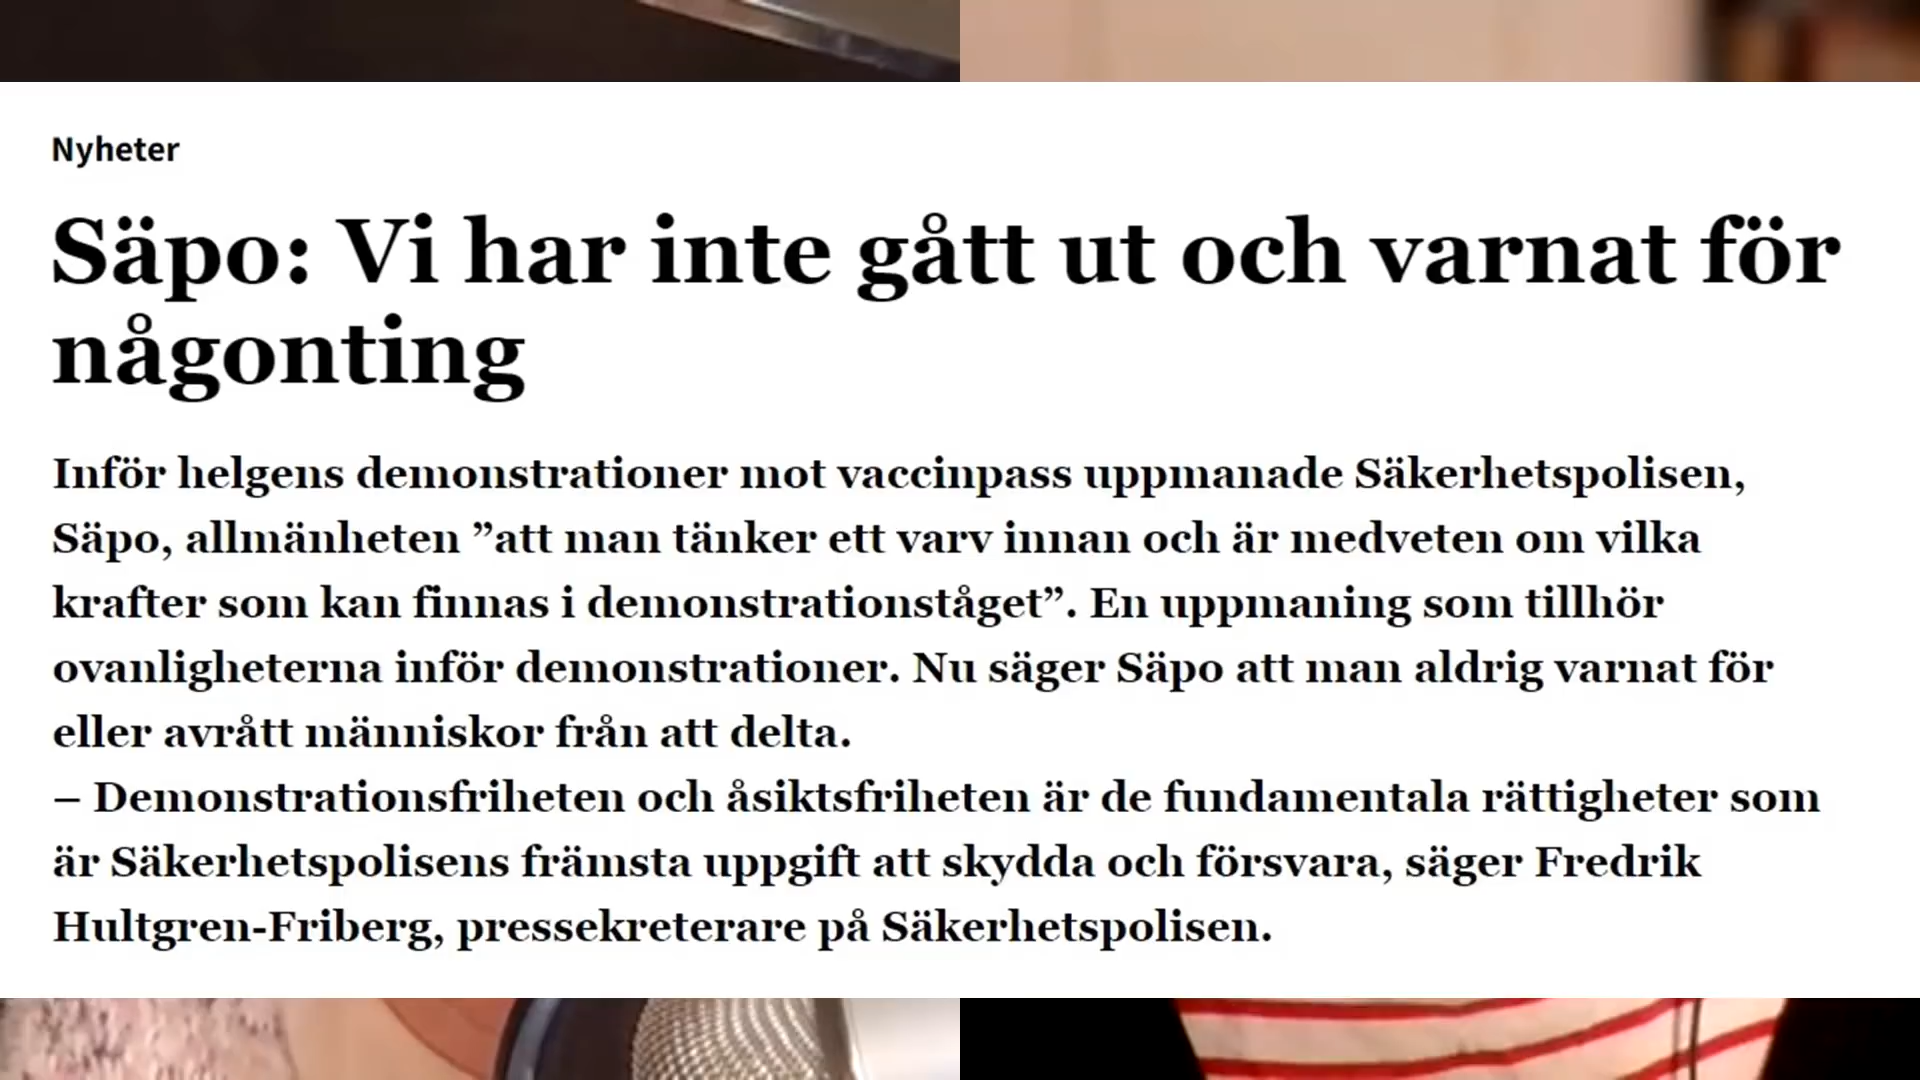 Nyheter
Säpo: Vi har inte gått ut och varnat för
någonting
Inför helgens demonstrationer mot vaccinpass uppmanade Säkerhetspolisen,
Säpo, allmänheten ”att man tänker ett varv innan och är medveten om vilka
krafter som kan finnas i demonstrationståget”. En uppmaning som tillhör
ovanligheterna inför demonstrationer. Nu säger Säpo att man aldrig varnat för
eller avrått människor från att delta.
– Demonstrationsfriheten och åsiktsfriheten är de fundamentala rättigheter som
är Säkerhetspolisens främsta uppgift att skydda och försvara, säger Fredrik
Hultgren-Friberg, pressekreterare på Säkerhetspolisen.